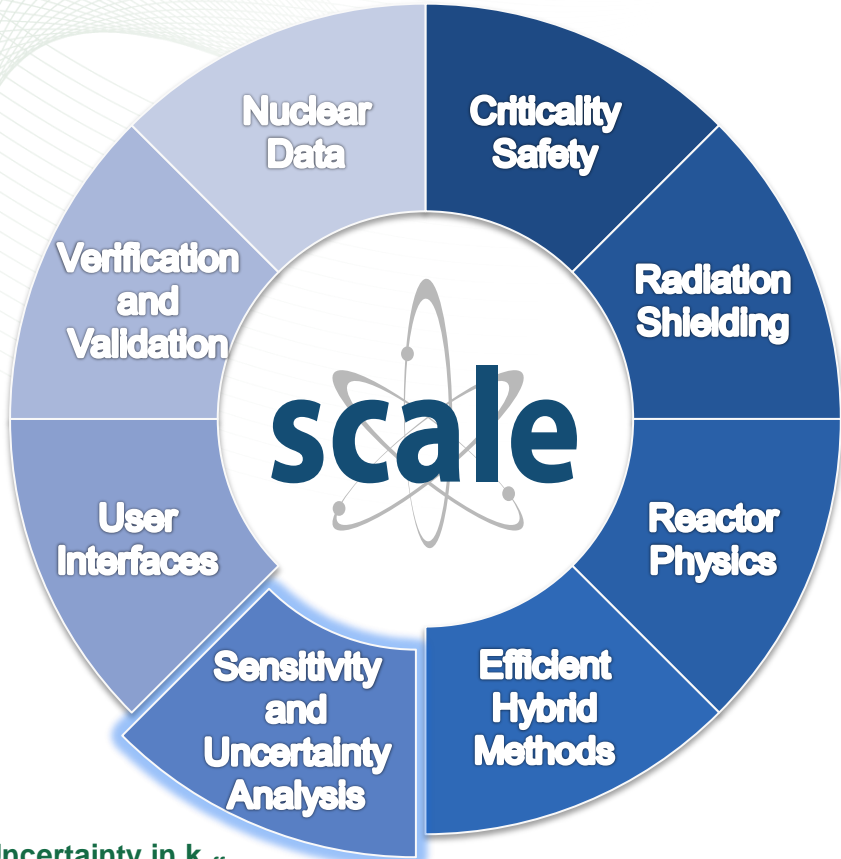 Nuclear
Data
Criticality
Safety
Verification
and
Validation
Radiation
Shielding
scale
User
Interfaces
Reactor
Physics
Sensitivity
and
Uncertainty
Analysis
Efficient
Hybrid
Methods
in k